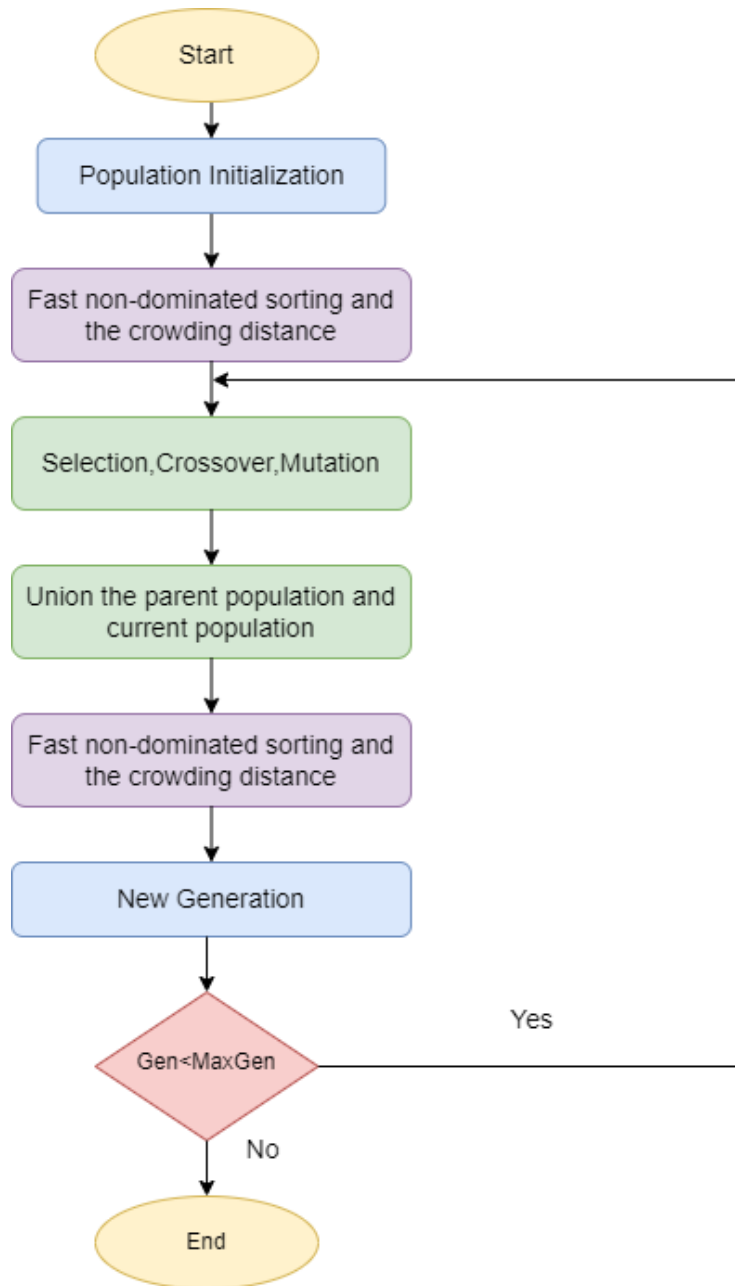 Start
Population Initialization
Fast non-dominated sorting and
the crowding distance
Selection,Crossover,Mutation
Union the parent population and
current population
Fast non-dominated sorting and
the crowding distance
New Generation
Gen<MaxGen
Yes
No
End